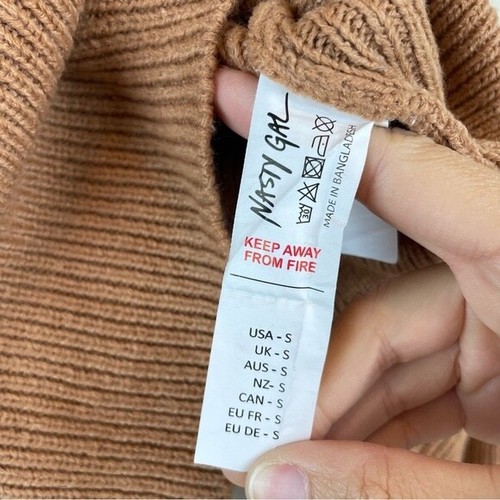 NASTY GAL
30
MADE IN BANGLADESH
KEEP AWAY
FROM FIRE
USA - S
UK - S
AUS - S
NZ- S
CAN - S
EU FR - S
EU DE - S